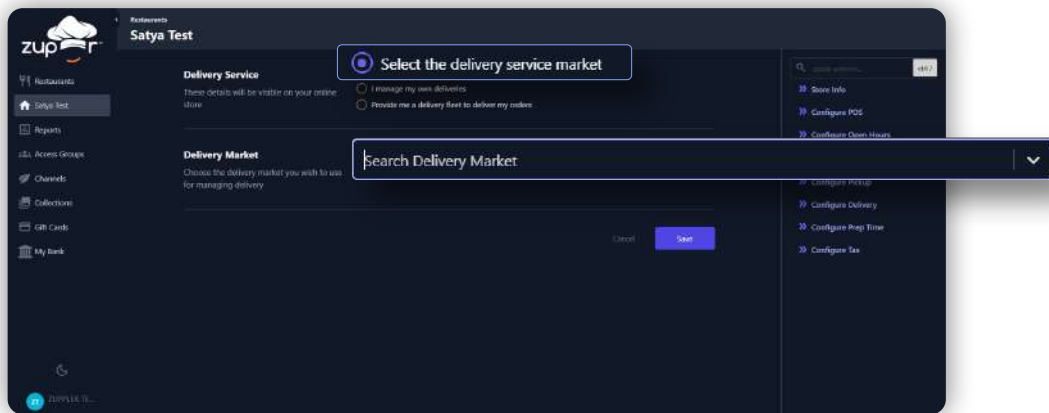 zupper
Restaurants
Satya Test
Restaurants
Satya Test
Reports
Access Groups
Channels
Collections
Gift Cards
My Bank
ZT ZUPPLER TE...
Delivery Service
These details will be visible on your online
store
Select the delivery service market
I manage my own deliveries
Provide me a delivery fleet to deliver my orders
Delivery Market
Choose the delivery market you wish to use
for managing delivery
Search Delivery Market
Cancel
Save
Store Info
Configure POS
Configure Open Hours
Configure Pickup
Configure Delivery
Configure Prep Time
Configure Tax